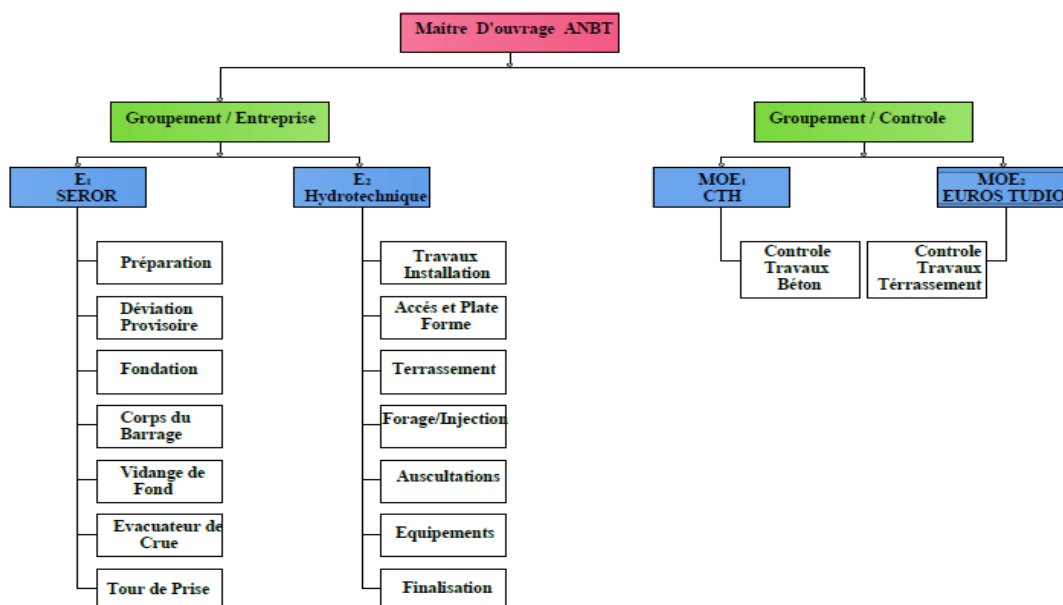 Maitre D'ouvrage ANBT
Groupement / Entreprise
Groupement / Controle
E₁
SEROR
E₂
Hydrotechnique
MOE₁
CTH
MOE₂
EUROS TUDIO
Préparation
Déviation
Provisoire
Fondation
Corps du
Barrage
Vidange de
Fond
Evacuateur de
Crue
Tour de Prise
Travaux
Installation
Accés et Plate
Forme
Terrassement
Forage/Injection
Auscultations
Equipements
Finalisation
Controle
Travaux
Béton
Controle
Travaux
Térrassement